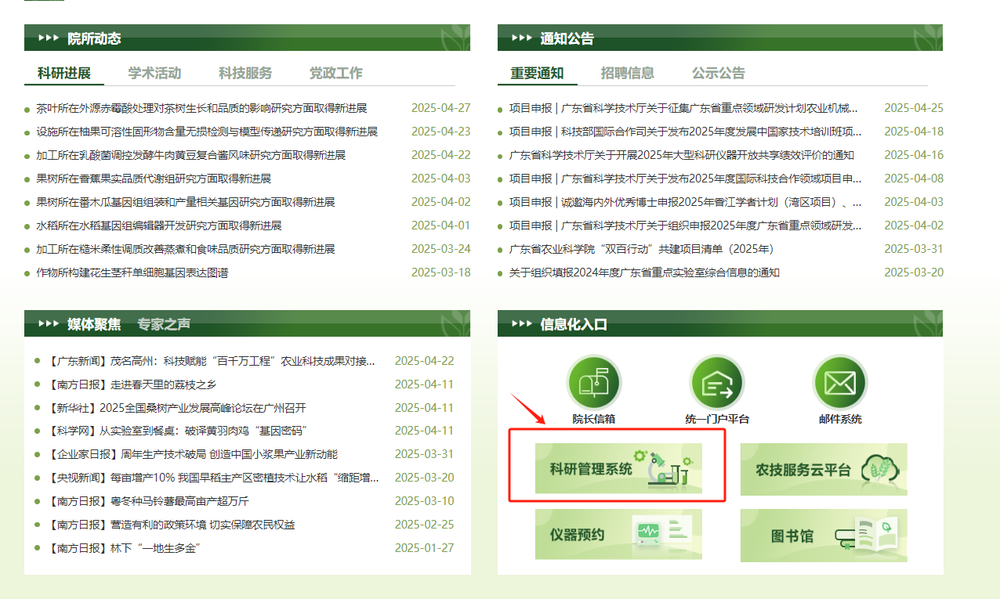 院所动态
科研进展 学术活动 科技服务 党政工作
茶叶所在外源赤霉酸处理对茶树生长和品质的影响研究方面取得新进展 2025-04-27
设施所在柚果可溶性固形物含量无损检测与模型传递研究方面取得新进展 2025-04-23
加工所在乳酸菌调控发酵牛肉黄豆复合酱风味研究方面取得新进展 2025-04-22
果树所在香蕉果实品质代谢组研究方面取得新进展 2025-04-03
果树所在番木瓜基因组组装和产量相关基因研究方面取得新进展 2025-04-02
水稻所在水稻基因组编辑器开发研究方面取得新进展 2025-04-01
加工所在糙米柔性调质改善蒸煮和食味品质研究方面取得新进展 2025-03-24
作物所构建花生茎秆单细胞基因表达图谱 2025-03-18
通知公告
重要通知 招聘信息 公示公告
项目申报 | 广东省科学技术厅关于征集广东省重点领域研发计划农业机械... 2025-04-25
项目申报 | 科技部国际合作司关于发布2025年度发展中国家技术培训班项... 2025-04-18
广东省科学技术厅关于开展2025年大型科研仪器开放共享绩效评价的通知 2025-04-16
项目申报 | 广东省科学技术厅关于发布2025年度国际科技合作领域项目申... 2025-04-08
项目申报 | 诚邀海内外优秀博士申报2025年香江学者计划（湾区项目）、... 2025-04-03
项目申报 | 广东省科学技术厅关于组织申报2025年度广东省重点领域研发... 2025-04-02
广东省农业科学院“双百行动”共建项目清单（2025年） 2025-03-31
关于组织填报2024年度广东省重点实验室综合信息的通知 2025-03-20
媒体聚焦 专家之声
【广东新闻】茂名高州：科技赋能“百千万工程”农业科技成果对接... 2025-04-22
【南方日报】走进春天里的荔枝之乡 2025-04-11
【新华社】2025全国桑树产业发展高峰论坛在广州召开 2025-04-11
【科学网】从实验室到餐桌：破译黄羽肉鸡“基因密码” 2025-04-11
【企业家日报】周年生产技术破局 创造中国小浆果产业新动能 2025-03-31
【央视新闻】每亩增产10% 我国早稻主产区密植技术让水稻“缩距增... 2025-03-20
【南方日报】粤冬种马铃薯最高亩产超万斤 2025-03-10
【南方日报】营造有利的政策环境 切实保障农民权益 2025-02-25
【南方日报】林下“一地生多金” 2025-01-27
信息化入口
院长信箱 统一门户平台 邮件系统
科研管理系统 农技服务云平台
仪器预约 图书馆